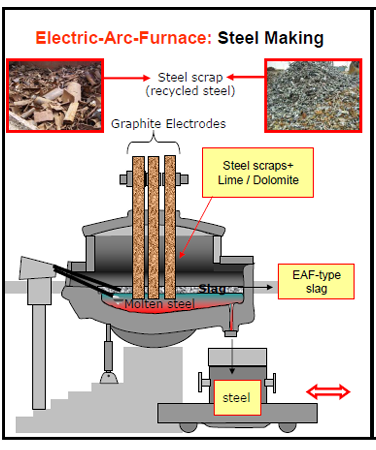 Electric-Arc-Furnace: Steel Making
Steel scrap
(recycled steel)
Graphite Electrodes
Steel scraps+
Lime / Dolomite
Slag
EAF-type
slag
Molten steel
steel